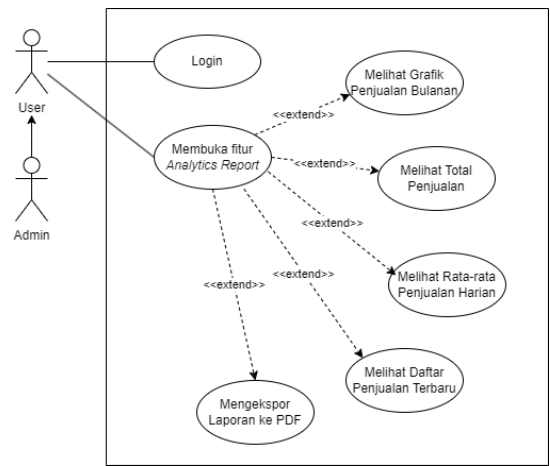 User
Admin
Login
Membuka fitur
Analytics Report
<<extend>>
Melihat Grafik
Penjualan Bulanan
<<extend>>
Melihat Total
Penjualan
<<extend>>
Melihat Rata-rata
Penjualan Harian
<<extend>>
Melihat Daftar
Penjualan Terbaru
<<extend>>
Mengekspor
Laporan ke PDF